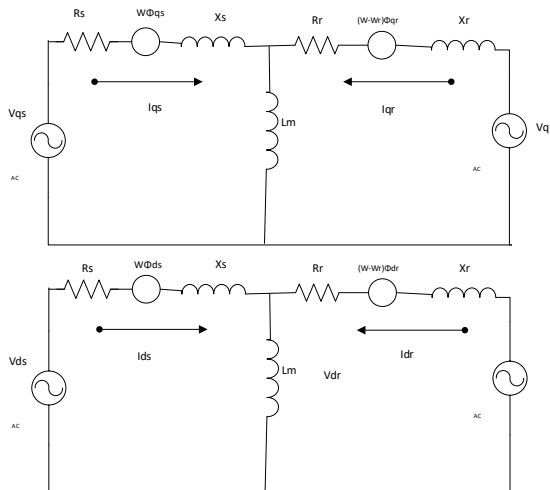 Rs WΦqs Xs Rr (W-Wr)Φqr Xr
Iqs Iqr
Vqs Lm Vq
AC AC
Rs WΦds Xs Rr (W-Wr)Φdr Xr
Ids Idr
Vds Lm Vdr
AC AC